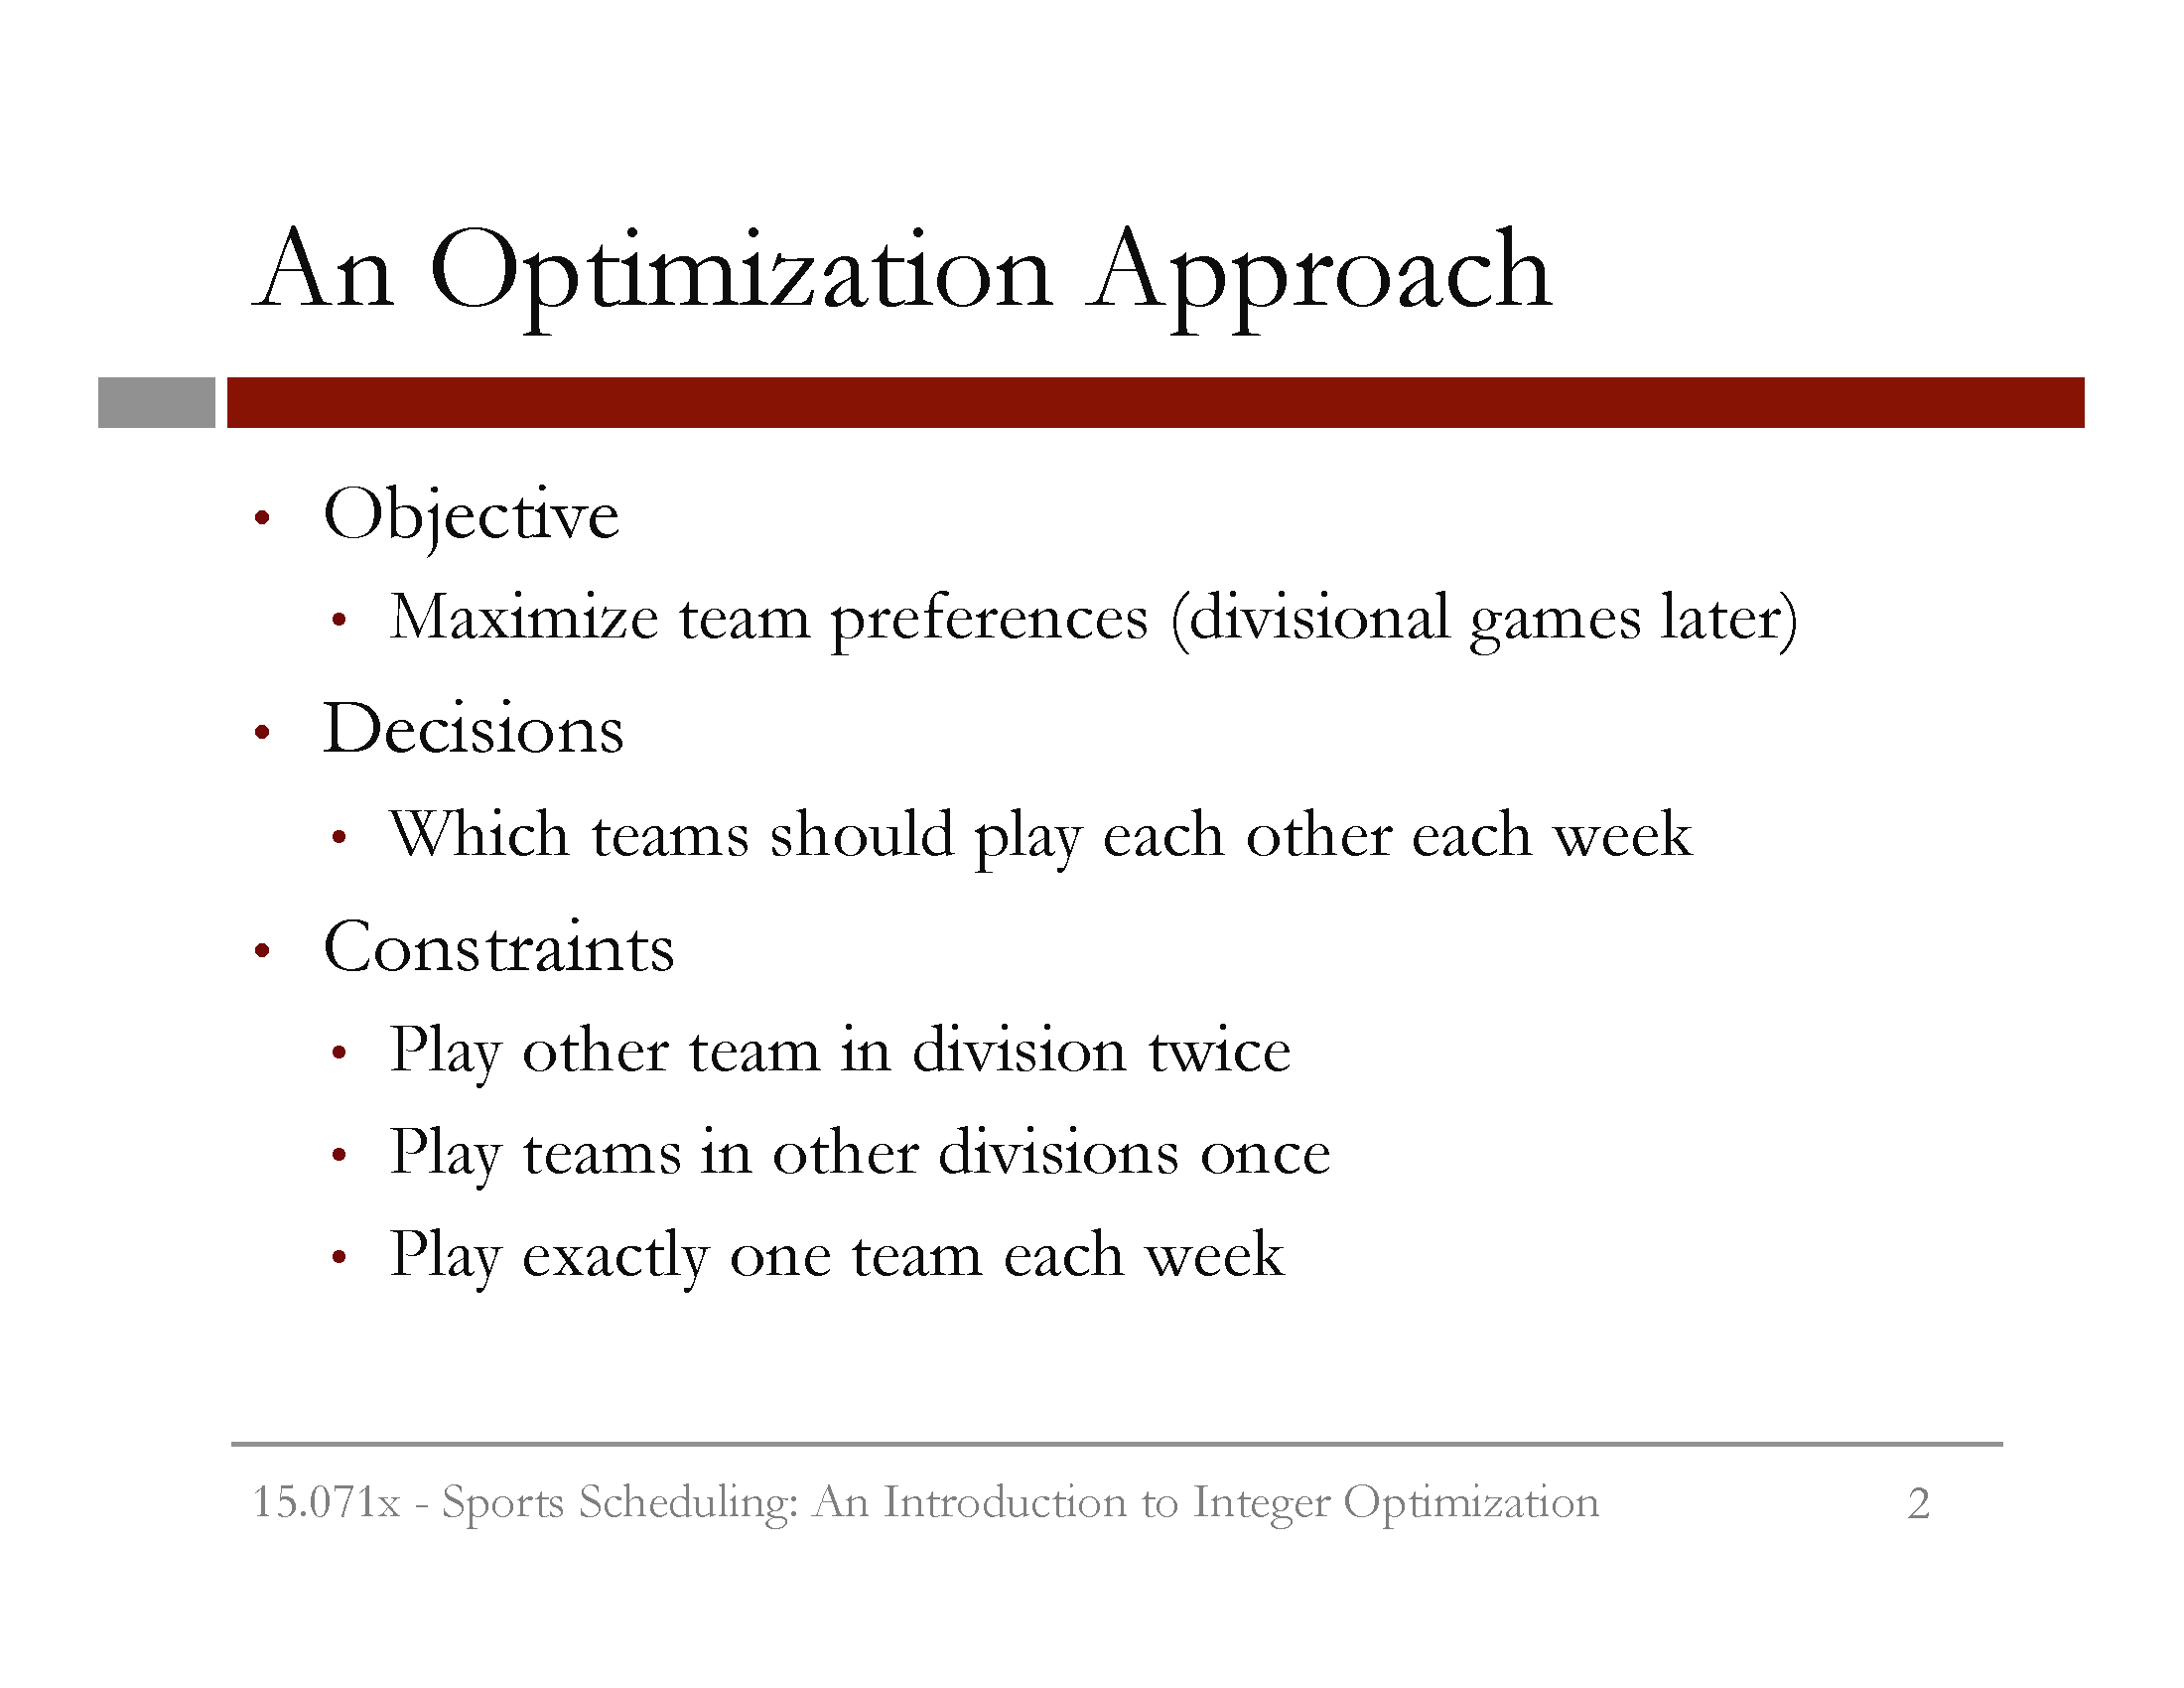 An Optimization Approach
• Objective
• Maximize team preferences (divisional games later)
• Decisions
• Which teams should play each other each week
• Constraints
• Play other team in division twice
• Play teams in other divisions once
• Play exactly one team each week
15.071x - Sports Scheduling: An Introduction to Integer Optimization 2